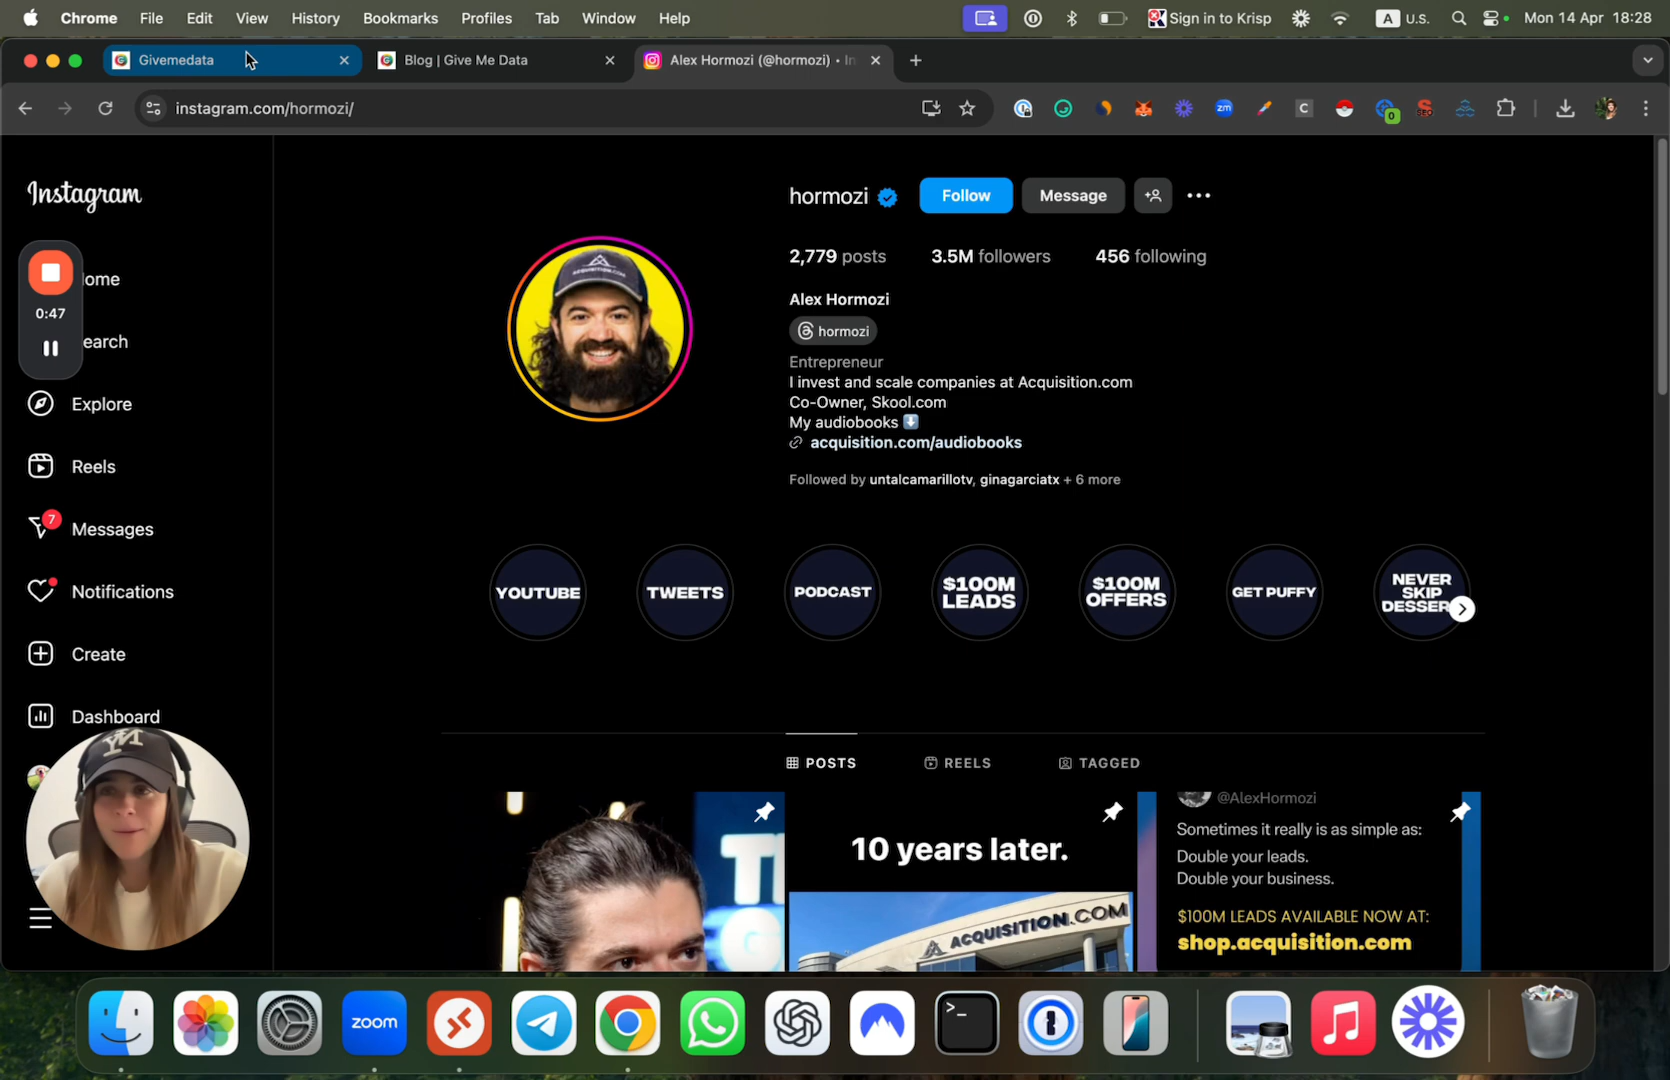 Chrome File Edit View History Bookmarks Profiles Tab Window Help Sign in to Krisp A U.S. Mon 14 Apr 18:28
Givemedata Blog | Give Me Data Alex Hormozi (@hormozi) • In
instagram.com/hormozi/
zm C 0 SEO
Instagram
hormozi Follow Message
2,779 posts 3.5M followers 456 following
ome
0:47
earch
Alex Hormozi
hormozi
Entrepreneur
I invest and scale companies at Acquisition.com
Co-Owner, Skool.com
My audiobooks
acquisition.com/audiobooks
Followed by untalcamarillotv, ginagarciatx + 6 more
Explore
Reels
7
Messages
Notifications
Create
Dashboard
YOUTUBE
TWEETS
PODCAST
$100M
LEADS
$100M
OFFERS
GET PUFFY
NEVER
SKIP
DESSER
POSTS REELS TAGGED
ACQUISITION.COM
10 years later.
ACQUISITION.COM
@AlexHormozi
Sometimes it really is as simple as:
Double your leads.
Double your business.
$100M LEADS AVAILABLE NOW AT:
shop.acquisition.com
YM
zoom
>_